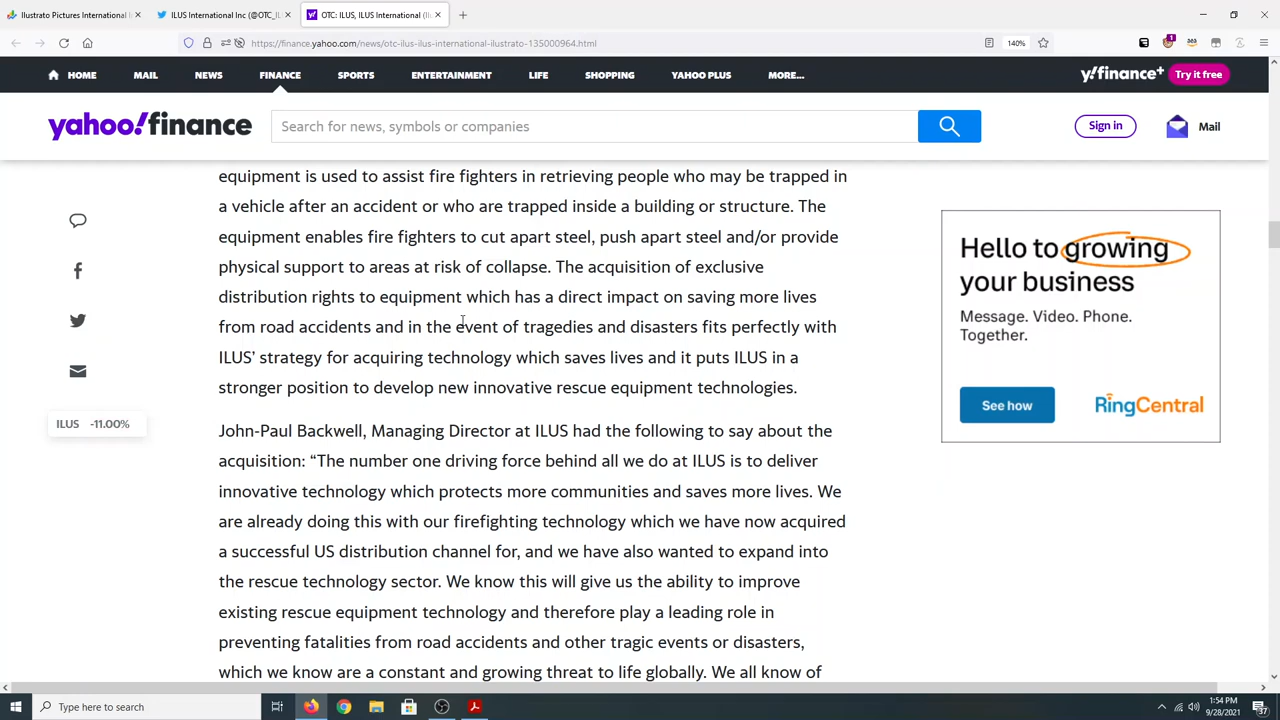 Ilustrato Pictures International I
ILUS International Inc (@OTC_IL
OTC: ILUS, ILUS International (Il
https://finance.yahoo.com/news/otc-ilus-ilus-international-ilustrato-135000964.html
140%
HOME MAIL NEWS FINANCE SPORTS ENTERTAINMENT LIFE SHOPPING YAHOO PLUS MORE...
y!finance+ Try it free
yahoo!finance
Search for news, symbols or companies
Sign in
Mail
equipment is used to assist fire fighters in retrieving people who may be trapped in
a vehicle after an accident or who are trapped inside a building or structure. The
equipment enables fire fighters to cut apart steel, push apart steel and/or provide
physical support to areas at risk of collapse. The acquisition of exclusive
distribution rights to equipment which has a direct impact on saving more lives
from road accidents and in the event of tragedies and disasters fits perfectly with
ILUS’ strategy for acquiring technology which saves lives and it puts ILUS in a
stronger position to develop new innovative rescue equipment technologies.
John-Paul Backwell, Managing Director at ILUS had the following to say about the
acquisition: “The number one driving force behind all we do at ILUS is to deliver
innovative technology which protects more communities and saves more lives. We
are already doing this with our firefighting technology which we have now acquired
a successful US distribution channel for, and we have also wanted to expand into
the rescue technology sector. We know this will give us the ability to improve
existing rescue equipment technology and therefore play a leading role in
preventing fatalities from road accidents and other tragic events or disasters,
which we know are a constant and growing threat to life globally. We all know of
ILUS -11.00%
Hello to growing
your business
Message. Video. Phone.
Together.
See how
RingCentral
Type here to search
1:54 PM
9/28/2021
37